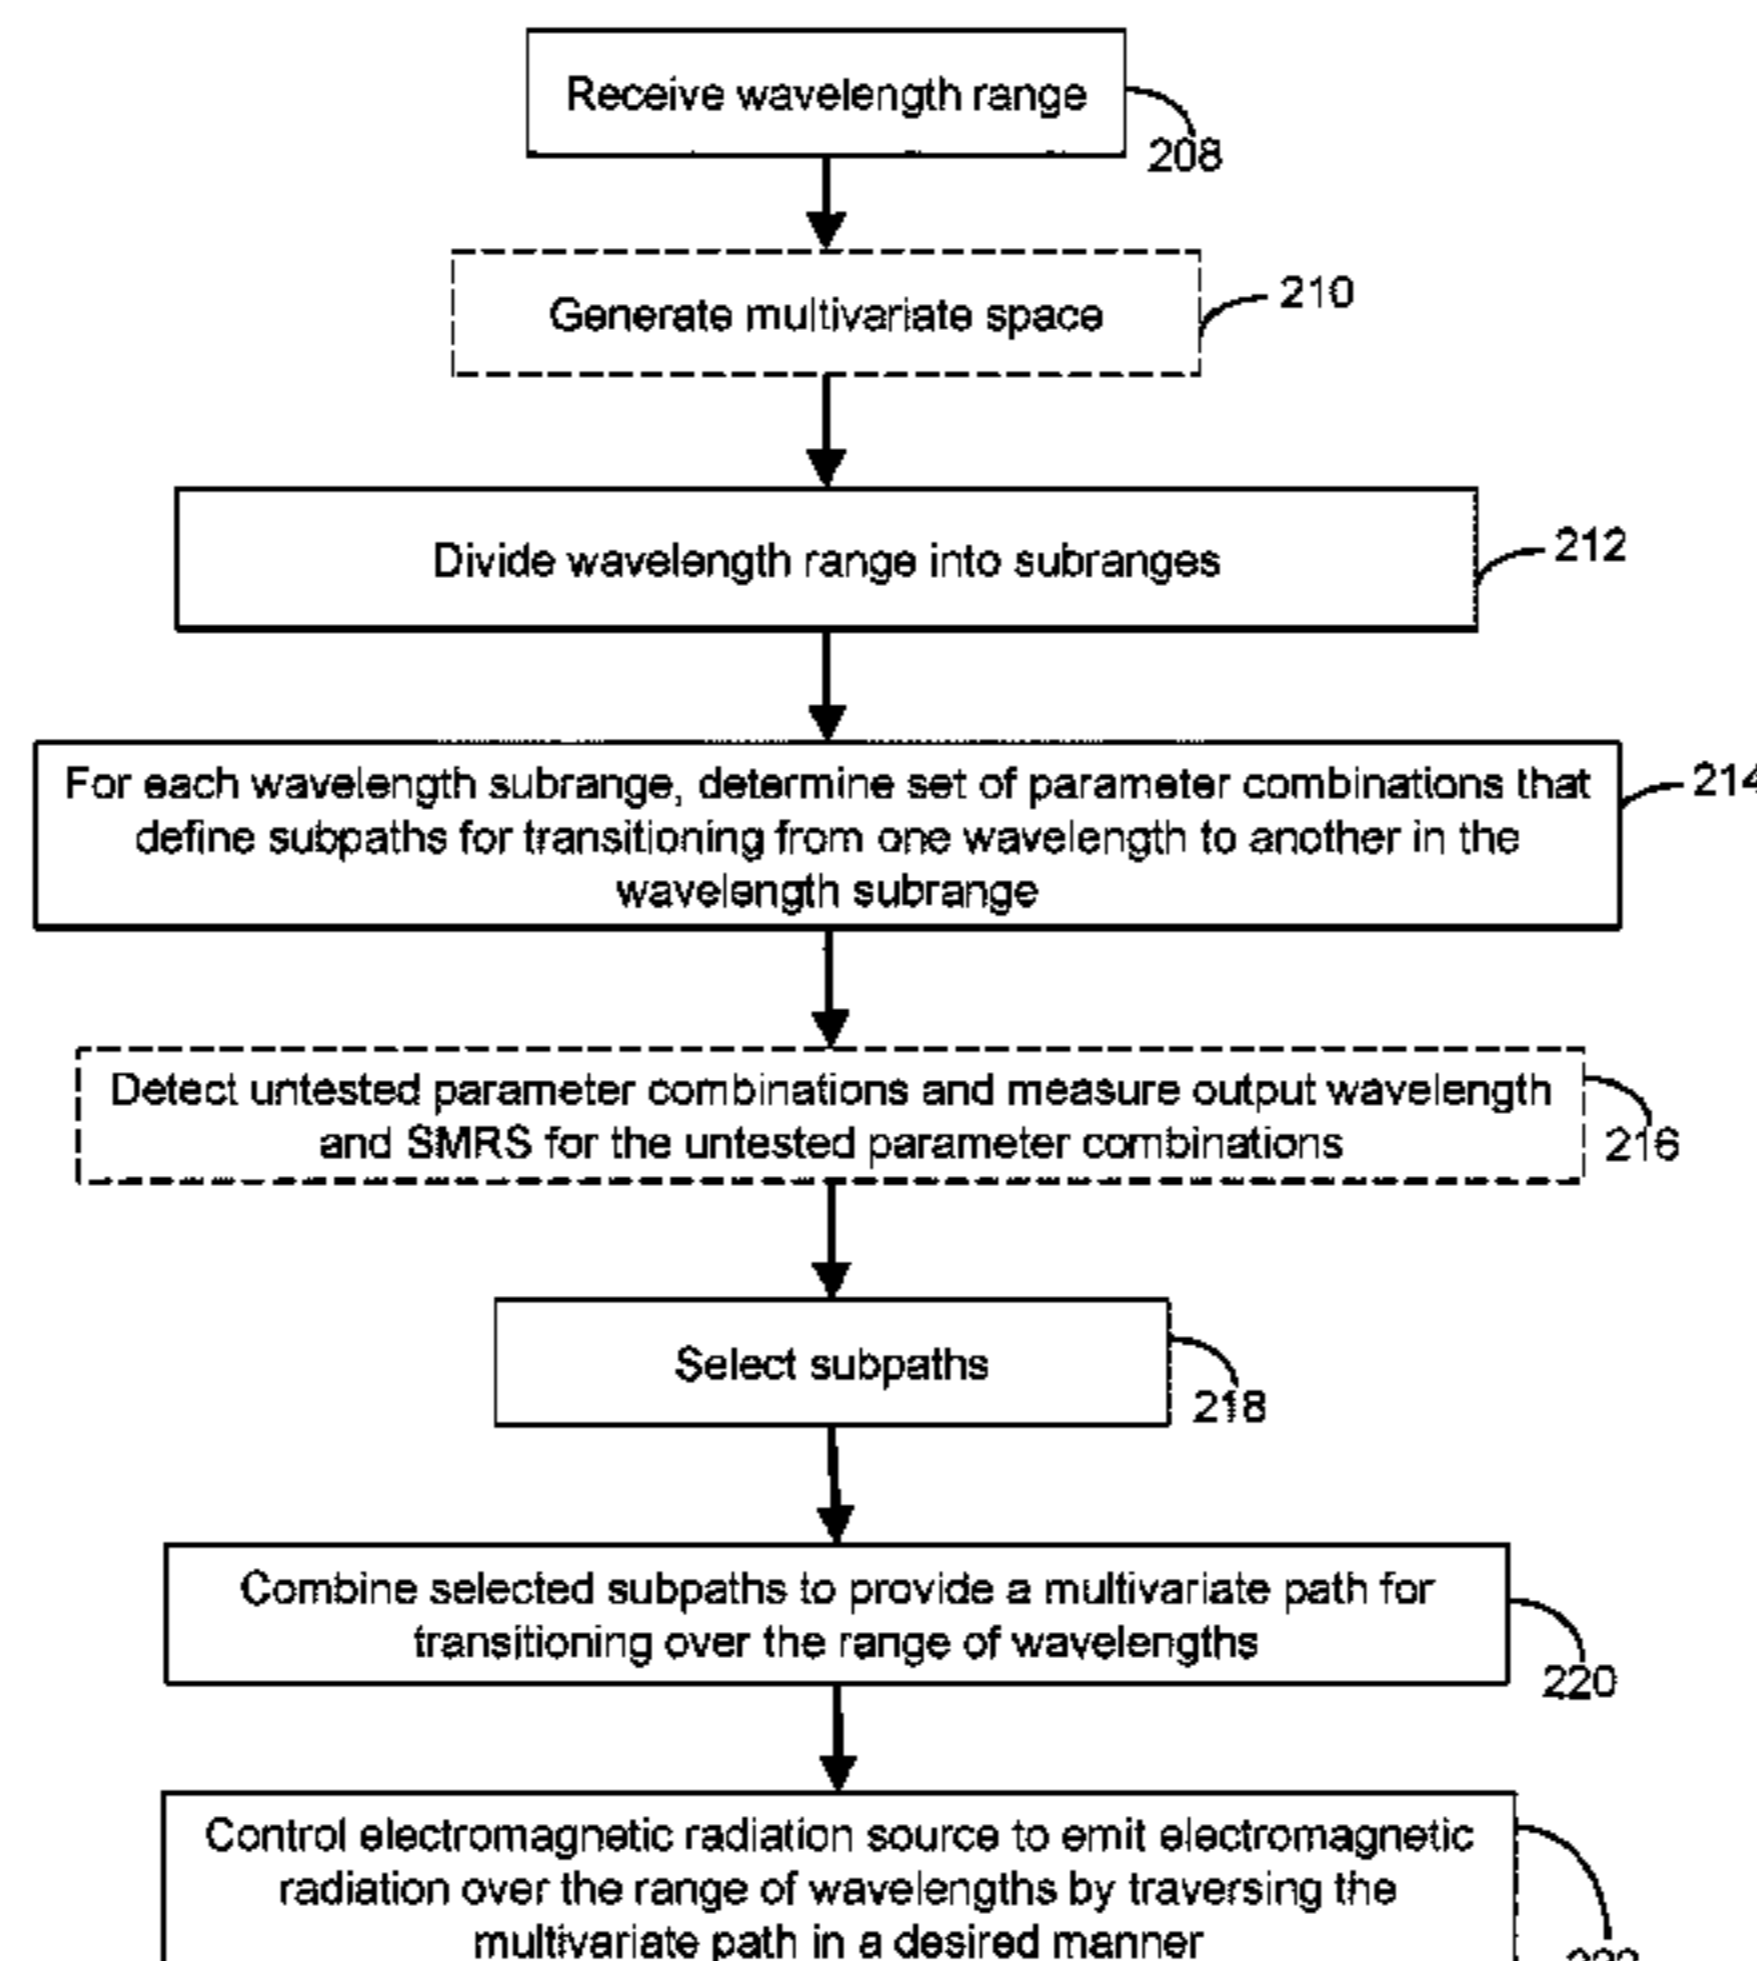 Receive wavelength range
208
Generate multivariate space
210
Divide wavelength range into subranges
212
For each wavelength subrange, determine set of parameter combinations that
define subpaths for transitioning from one wavelength to another in the
wavelength subrange
214
Detect untested parameter combinations and measure output wavelength
and SMRS for the untested parameter combinations
216
Select subpaths
218
Combine selected subpaths to provide a multivariate path for
transitioning over the range of wavelengths
220
Control electromagnetic radiation source to emit electromagnetic
radiation over the range of wavelengths by traversing the
multivariate path in a desired manner